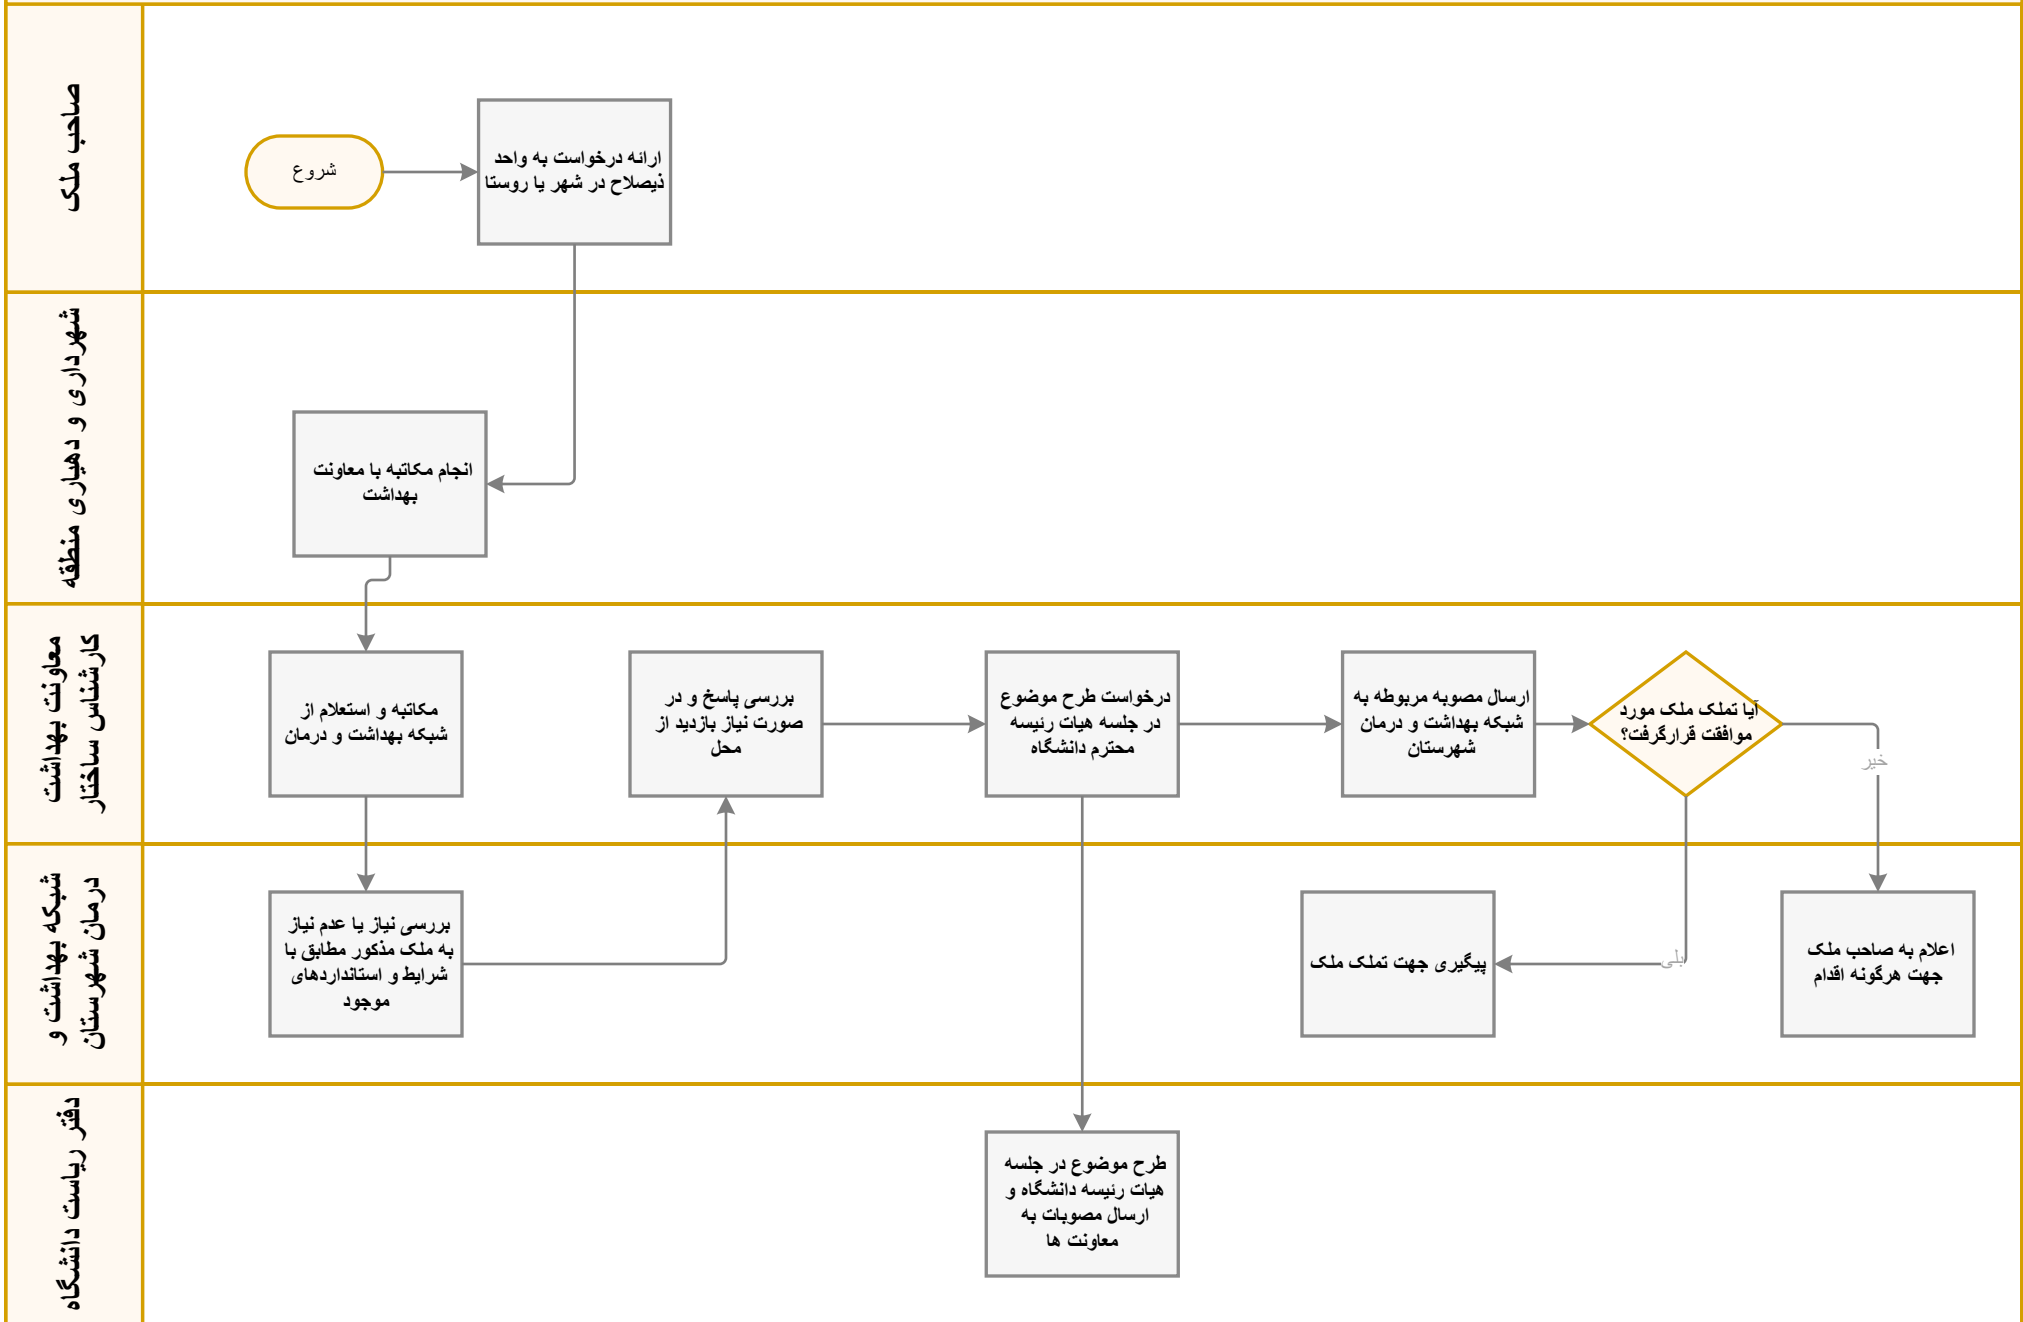 صاحب ملک
شروع
ارائه درخواست به واحد
ذیصلاح در شهر یا روستا
شهرداری و دهیاری منطقه
انجام مکاتبه با معاونت
بهداشت
کارشناس ساختار
معاونت بهداشت
مکاتبه و استعلام از
شبکه بهداشت و درمان
بررسی پاسخ و در
صورت نیاز بازدید از
محل
درخواست طرح موضوع
در جلسه هیات رئیسه
محترم دانشگاه
ارسال مصوبه مربوطه به
شبکه بهداشت و درمان
شهرستان
آیا تملک ملک مورد
موافقت قرارگرفت؟
خیر
بلی
شبکه بهداشت و
درمان شهرستان
بررسی نیاز یا عدم نیاز
به ملک مذکور مطابق با
شرایط و استانداردهای
موجود
پیگیری جهت تملک ملک
اعلام به صاحب ملک
جهت هرگونه اقدام
دفتر ریاست دانشگاه
طرح موضوع در جلسه
هیات رئیسه دانشگاه و
ارسال مصوبات به
معاونت ها